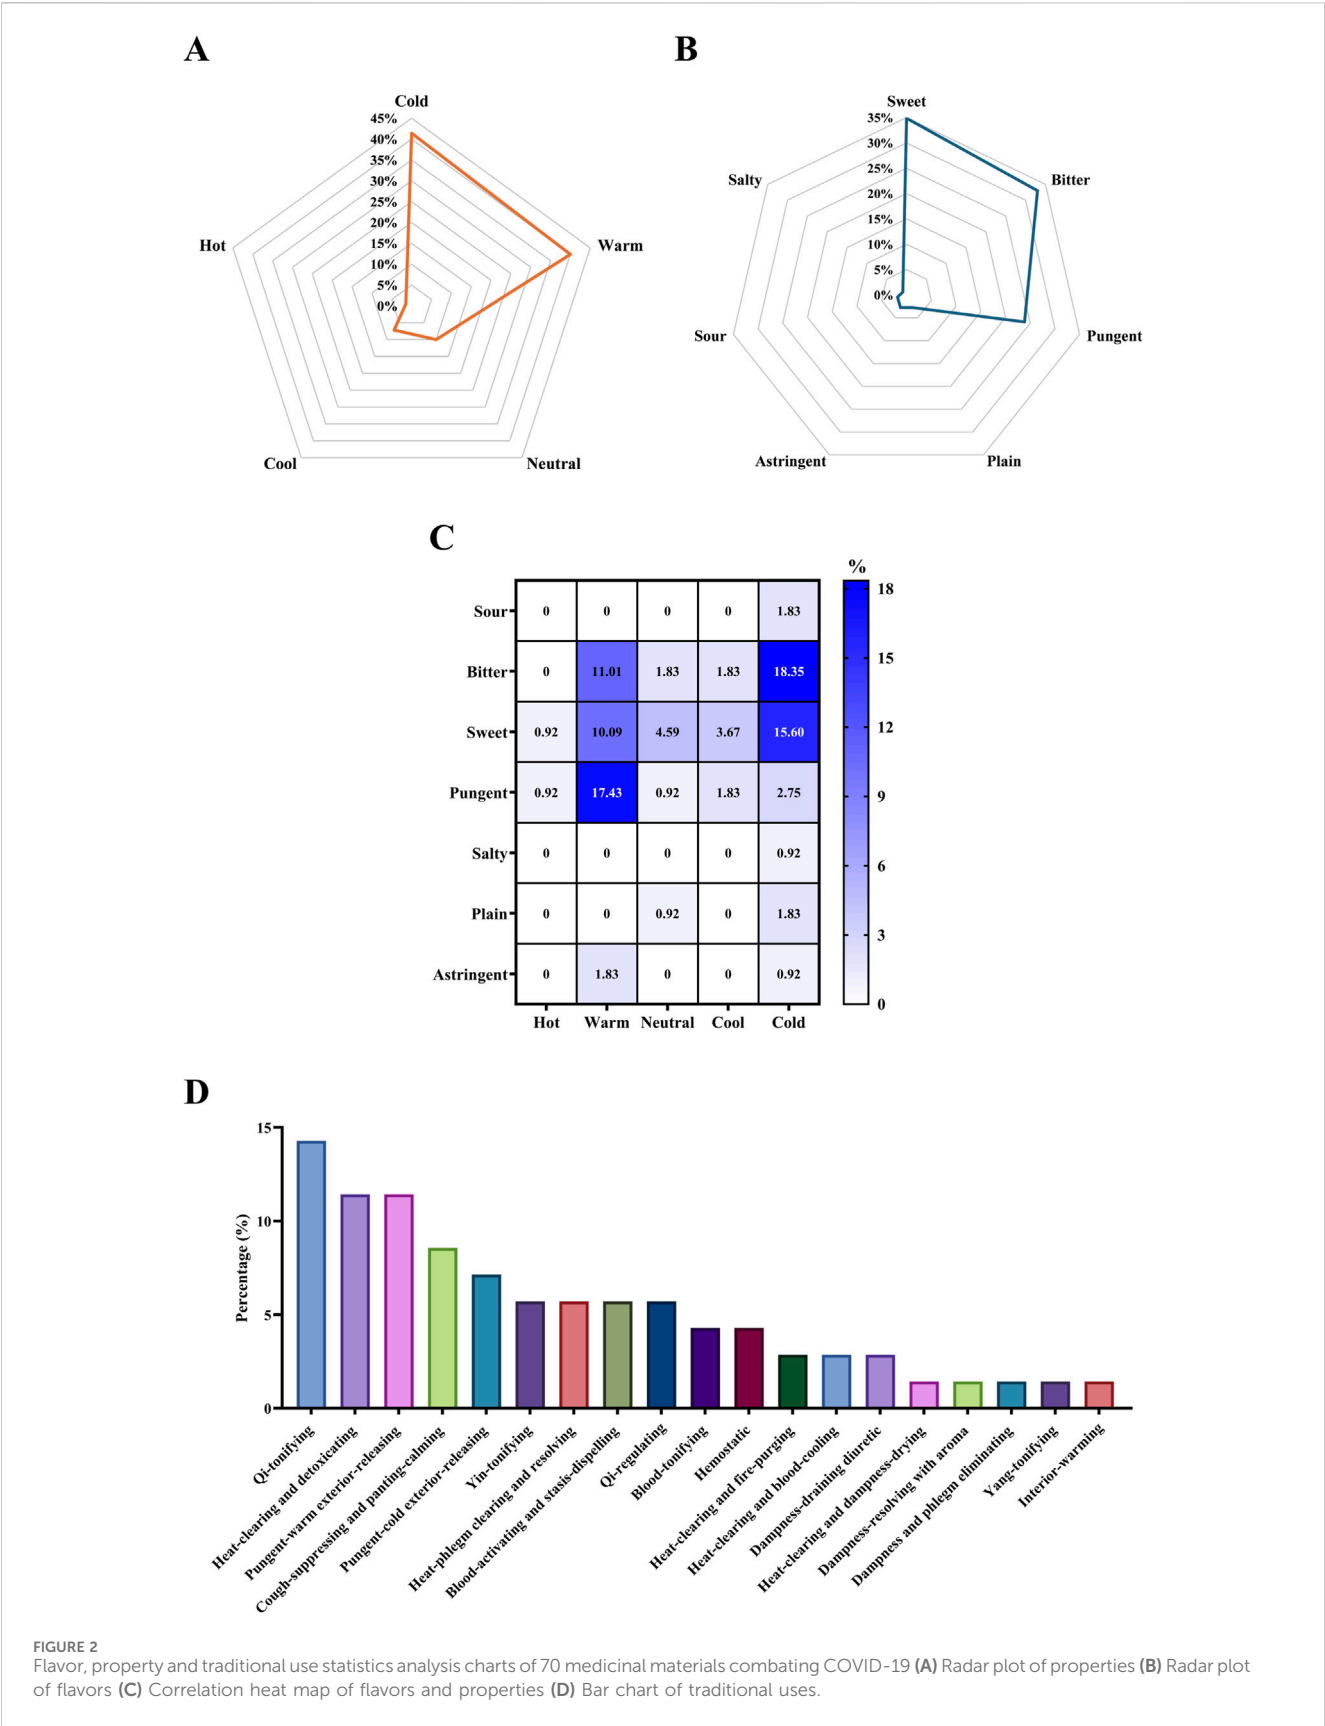 A
Cold
45%
40%
35%
30%
25%
20%
15%
10%
5%
0%
Hot
Warm
Cool
Neutral
B
Sweet
35%
30%
25%
20%
15%
10%
5%
0%
Salty
Bitter
Sour
Pungent
Astringent
Plain
C
%
Sour 0 0 0 0 1.83
Bitter 0 11.01 1.83 1.83 18.35
Sweet 0.92 10.09 4.59 3.67 15.60
Pungent 0.92 17.43 0.92 1.83 2.75
Salty 0 0 0 0 0.92
Plain 0 0 0.92 0 1.83
Astringent 0 1.83 0 0 0.92
Hot Warm Neutral Cool Cold
18
15
12
9
6
3
0
D
Percentage (%)
15
10
5
0
Qi-tonifying
Heat-clearing and detoxicating
Pungent-warm exterior-releasing
Cough-suppressing and panting-calming
Pungent-cold exterior-releasing
Yin-tonifying
Heat-phlegm clearing and resolving
Blood-activating and stasis-dispelling
Qi-regulating
Blood-tonifying
Hemostatic
Heat-clearing and fire-purging
Heat-clearing and blood-cooling
Dampness-draining diuretic
Heat-clearing and dampness-drying
Dampness-resolving with aroma
Dampness and phlegm eliminating
Yang-tonifying
Interior-warming
FIGURE 2
Flavor, property and traditional use statistics analysis charts of 70 medicinal materials combating COVID-19 (A) Radar plot of properties (B) Radar plot
of flavors (C) Correlation heat map of flavors and properties (D) Bar chart of traditional uses.